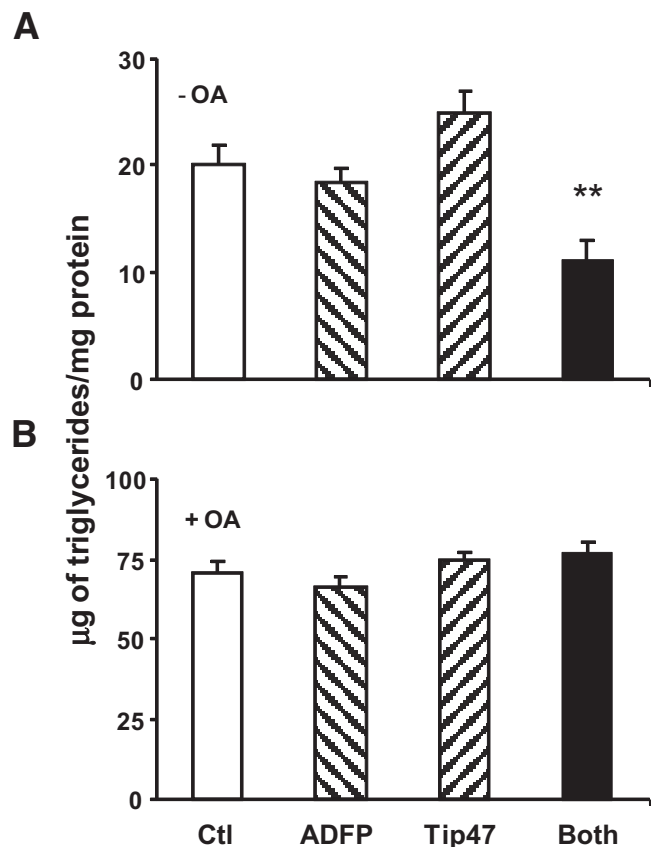 A
30
- OA
20
**
10
0
µg of triglycerides/mg protein
B
100
+ OA
75
50
25
0
Ctl ADFP Tip47 Both